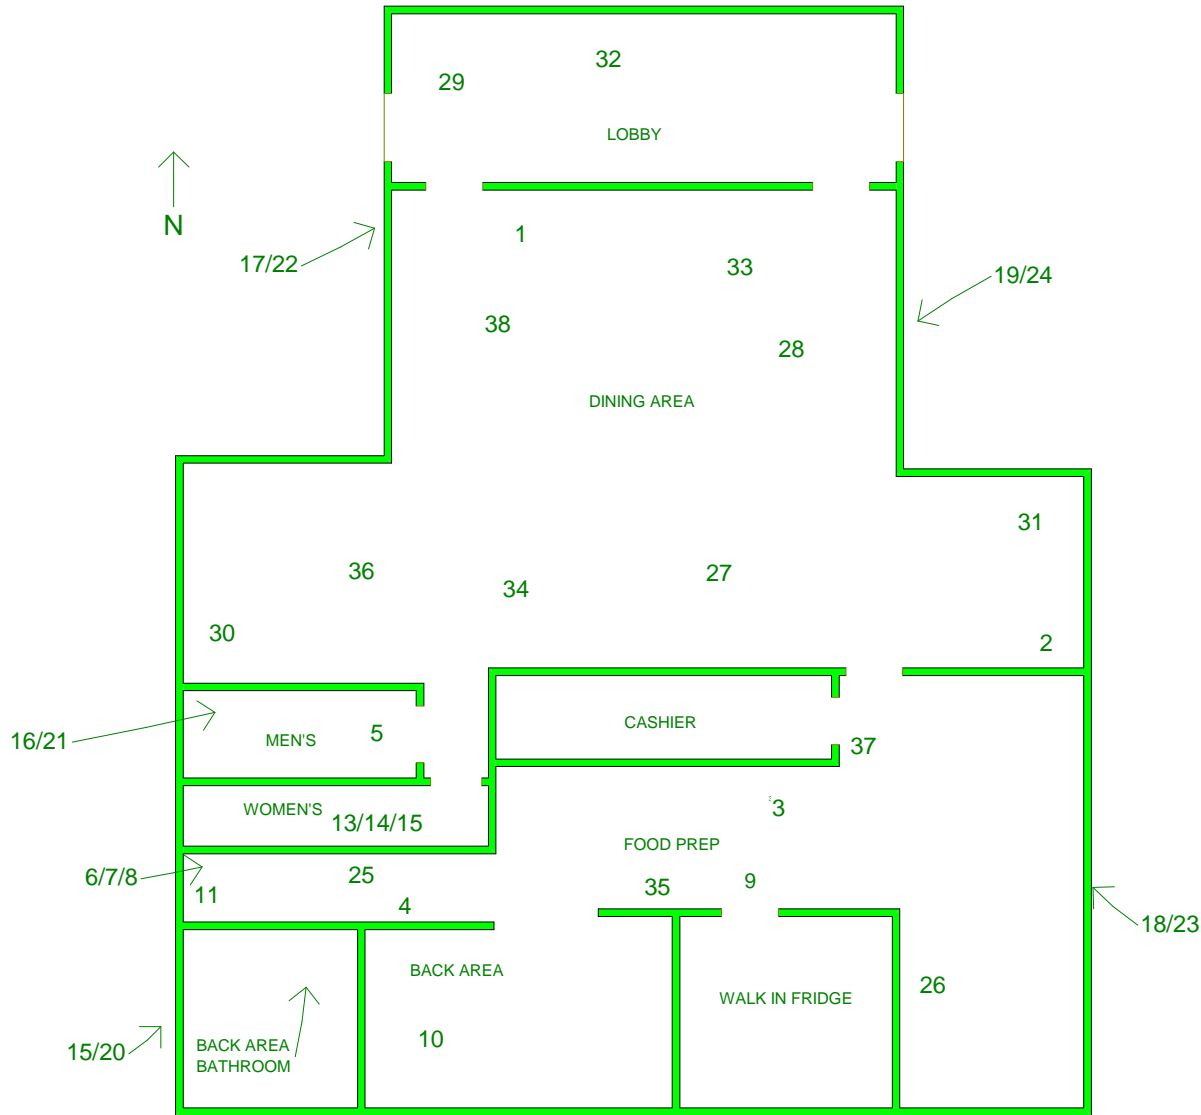 32
29
LOBBY
N
1
17/22
33
19/24
38
28
DINING AREA
31
36
27
34
30
2
16/21
MEN'S
5
CASHIER
37
WOMEN'S
13/14/15
3
FOOD PREP
6/7/8
11
25
4
35
9
18/23
BACK AREA
WALK IN FRIDGE
26
10
15/20
BACK AREA
BATHROOM